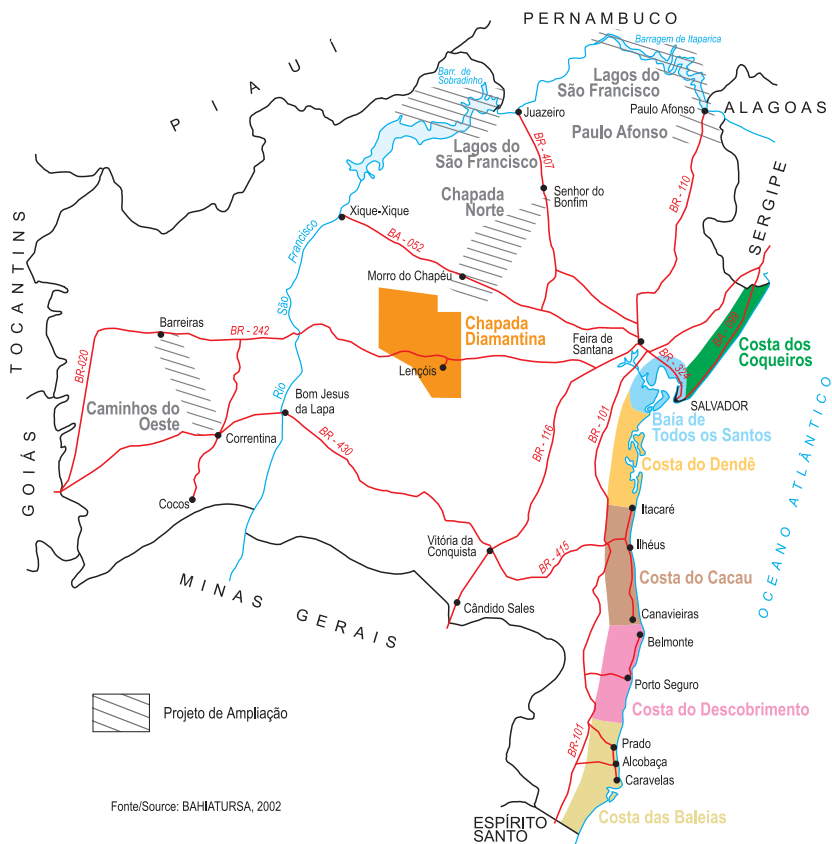 PERNAMBUCO
Barragem de Itaparica
PIAUÍ
Barr. de
Sobradinho
Lagos do
São Francisco
Paulo Afonso
ALAGOAS
Juazeiro
Paulo Afonso
Lagos do
São Francisco
BR - 407
BR - 110
SERGIPE
Chapada
Norte
Senhor do
Bonfim
Xique-Xique
BA - 052
Rio São Francisco
TOCANTINS
Morro do Chapéu
Barreiras
BR - 242
Chapada
Diamantina
Feira de
Santana
BR - 324
Costa dos
Coqueiros
BR-020
Lençóis
Caminhos do
Oeste
Bom Jesus
da Lapa
SALVADOR
Baía de
Todos os Santos
BR - 101
BR - 116
Correntina
BR - 430
GOIÁS
Costa do Dendê
OCEANO ATLÂNTICO
Cocos
Itacaré
Vitória da
Conquista
BR - 415
Ilhéus
Costa do Cacau
MINAS GERAIS
Cândido Sales
Canavieiras
Belmonte
Porto Seguro
Costa do Descobrimento
Projeto de Ampliação
BR-101
Prado
Alcobaça
Caravelas
Costa das Baleias
Fonte/Source: BAHIATURSA, 2002
ESPÍRITO
SANTO